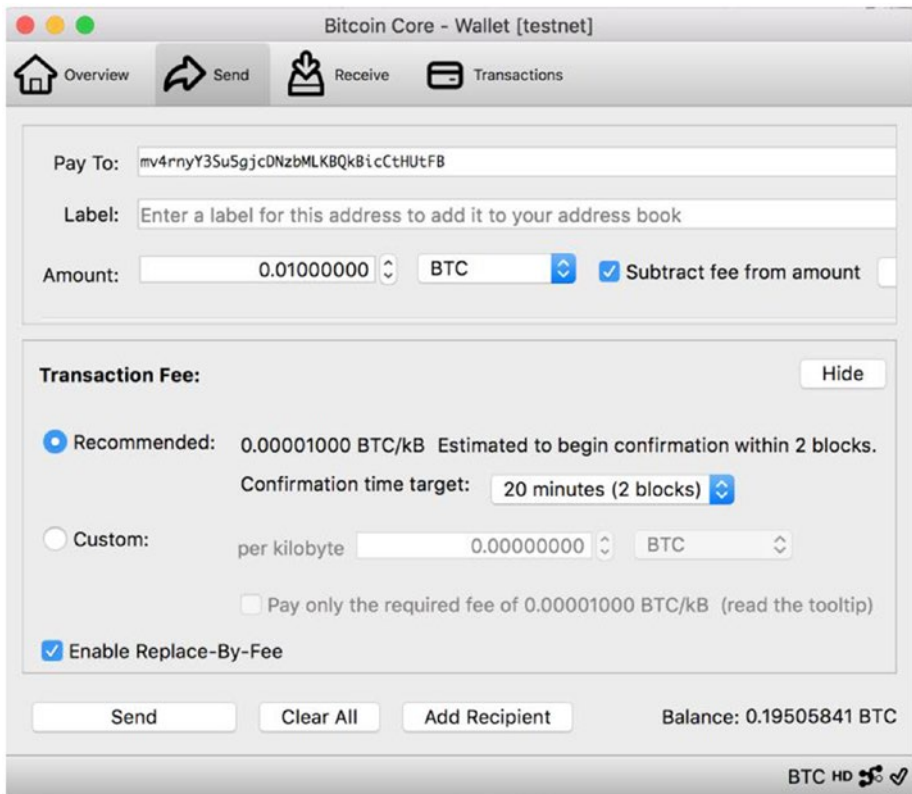 Bitcoin Core - Wallet [testnet]
Overview Send Receive Transactions
Pay To: mv4rnyY3Su5gjcDNzbMLKBQkBicCtHUtFB
Label: Enter a label for this address to add it to your address book
Amount: 0.01000000 BTC Subtract fee from amount
Transaction Fee: Hide
Recommended: 0.00001000 BTC/kB Estimated to begin confirmation within 2 blocks.
Confirmation time target: 20 minutes (2 blocks)
Custom: per kilobyte 0.00000000 BTC
Pay only the required fee of 0.00001000 BTC/kB (read the tooltip)
Enable Replace-By-Fee
Send Clear All Add Recipient Balance: 0.19505841 BTC
BTC HD